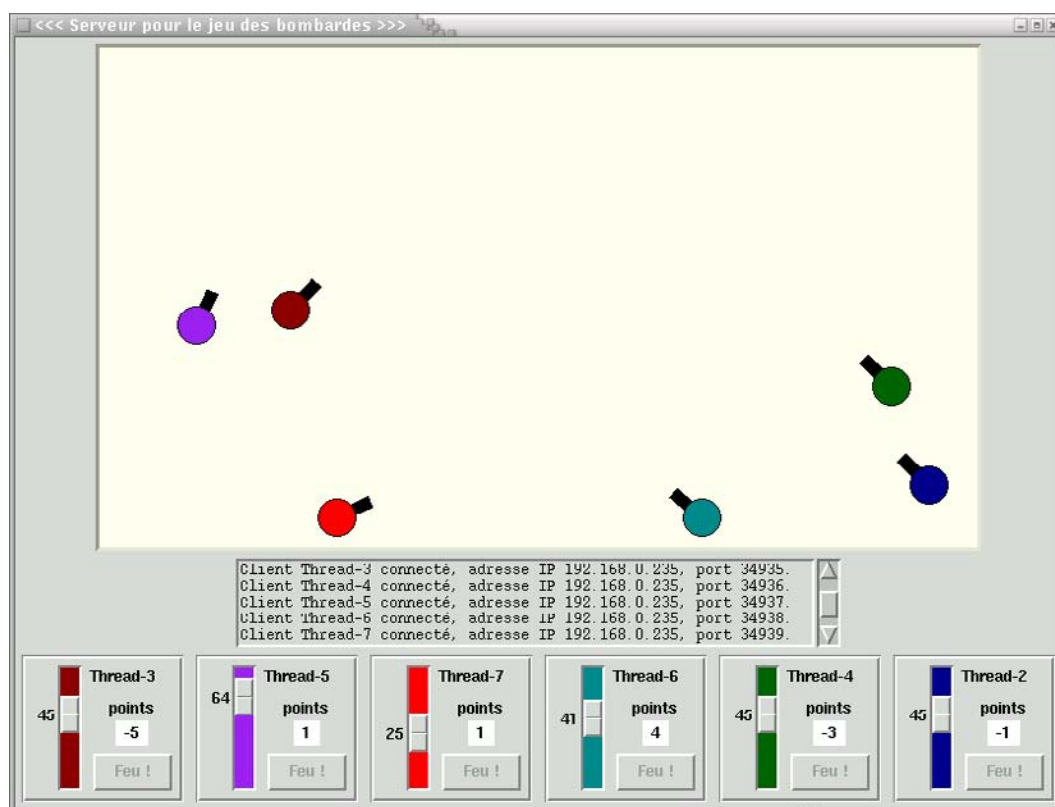 <<< Serveur pour le jeu des bombardes >>>
Client Thread-3 connecté, adresse IP 192.168.0.235, port 34935.
Client Thread-4 connecté, adresse IP 192.168.0.235, port 34936.
Client Thread-5 connecté, adresse IP 192.168.0.235, port 34937.
Client Thread-6 connecté, adresse IP 192.168.0.235, port 34938.
Client Thread-7 connecté, adresse IP 192.168.0.235, port 34939.
Thread-3
45 points
-5
Feu !
Thread-5
64 points
1
Feu !
Thread-7
points
25 1
Feu !
Thread-6
41 points
4
Feu !
Thread-4
45 points
-3
Feu !
Thread-2
45 points
-1
Feu !